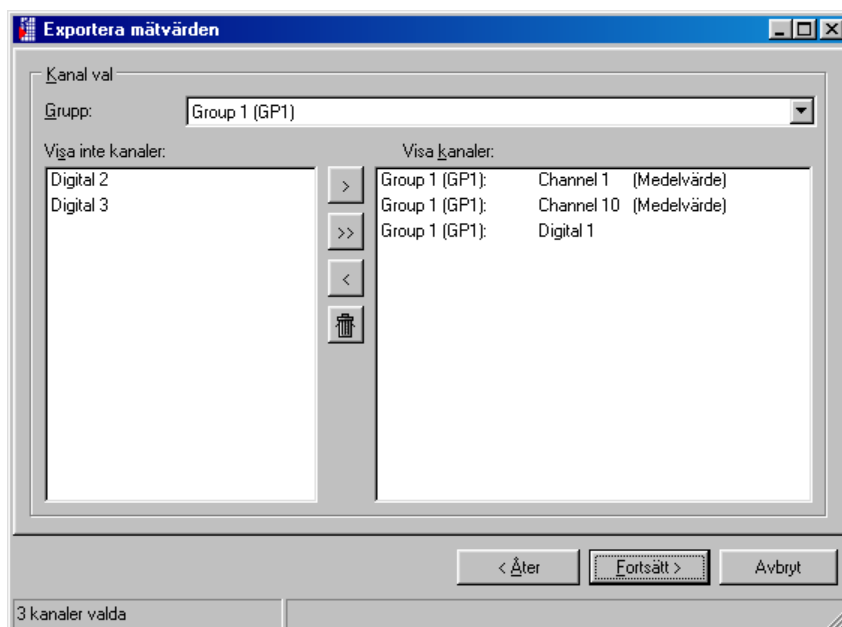 Exportera mätvärden
Kanal val
Grupp: Group 1 (GP1)
Visa inte kanaler:
Digital 2
Digital 3
>
>>
<
Visa kanaler:
Group 1 (GP1): Channel 1 (Medelvärde)
Group 1 (GP1): Channel 10 (Medelvärde)
Group 1 (GP1): Digital 1
< Åter Fortsätt > Avbryt
3 kanaler valda